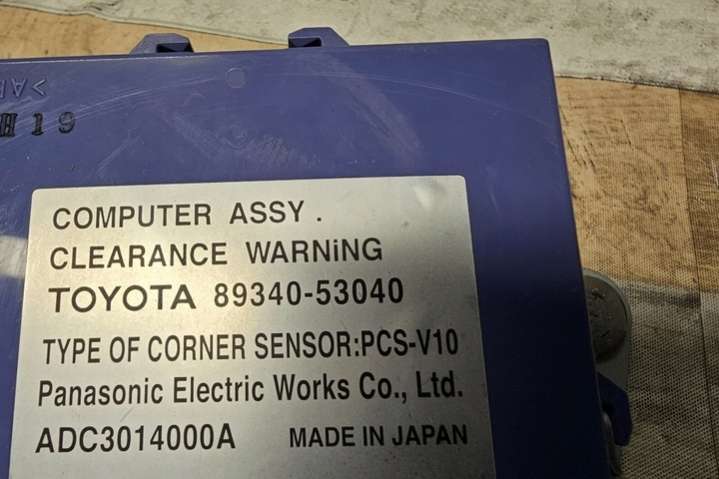 19
COMPUTER ASSY .
CLEARANCE WARNiNG
TOYOTA 89340-53040
TYPE OF CORNER SENSOR:PCS-V10
Panasonic Electric Works Co., Ltd.
ADC3014000A MADE IN JAPAN